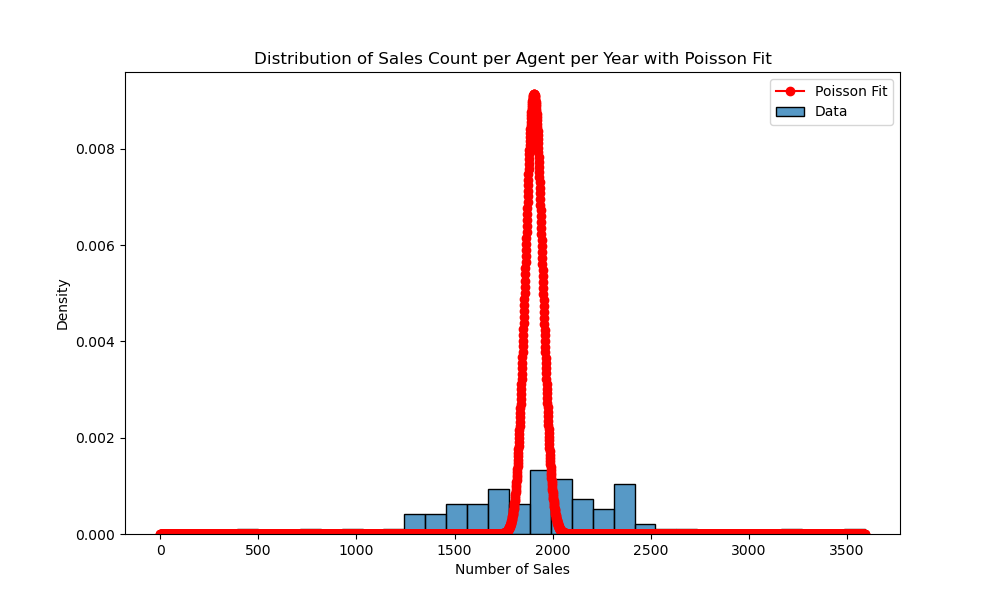 Distribution of Sales Count per Agent per Year with Poisson Fit
Poisson Fit
Data
Density
0.008
0.006
0.004
0.002
0.000
0 500 1000 1500 2000 2500 3000 3500
Number of Sales